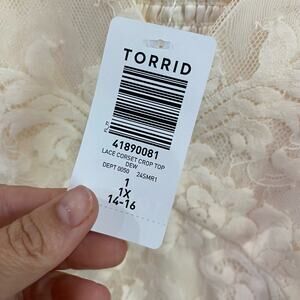 TORRID
41890081
LACE CORSET CROP TOP
DEW
DEPT 0050 24SMR1
1
1X
14-16